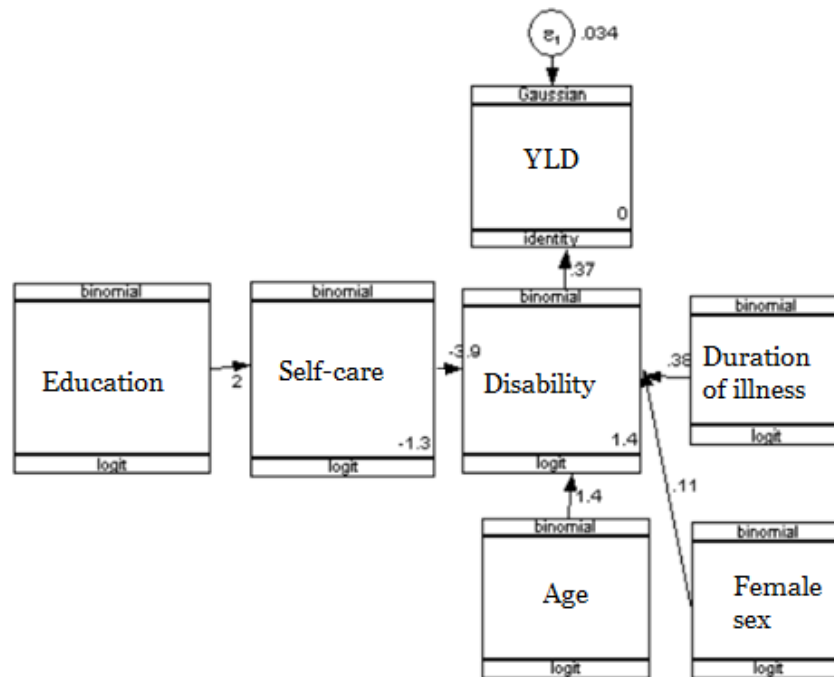 ε1 .034
Gaussian
YLD
0
identity
.37
binomial
Education
logit
2
binomial
Self-care
-1.3
logit
-3.9
binomial
Disability
1.4
logit
binomial
Duration
of illness
logit
.38
1.4
binomial
Age
logit
.11
binomial
Female
sex
logit